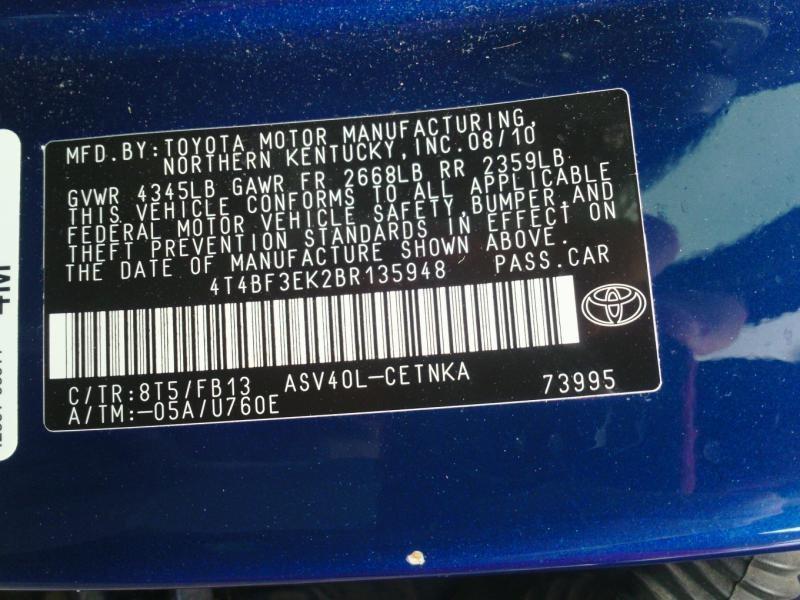 MFD.BY:TOYOTA MOTOR MANUFACTURING,
NORTHERN KENTUCKY,INC.08/10
GVWR 4345LB GAWR FR 2668LB RR 2359LB
THIS VEHICLE CONFORMS TO ALL APPLICABLE
FEDERAL MOTOR VEHICLE SAFETY,BUMPER,AND
THEFT PREVENTION STANDARDS IN EFFECT ON
THE DATE OF MANUFACTURE SHOWN ABOVE.
4T4BF3EK2BR135948 PASS.CAR
C/TR:8T5/FB13 ASV40L-CETNKA 73995
A/TM:-05A/U760E